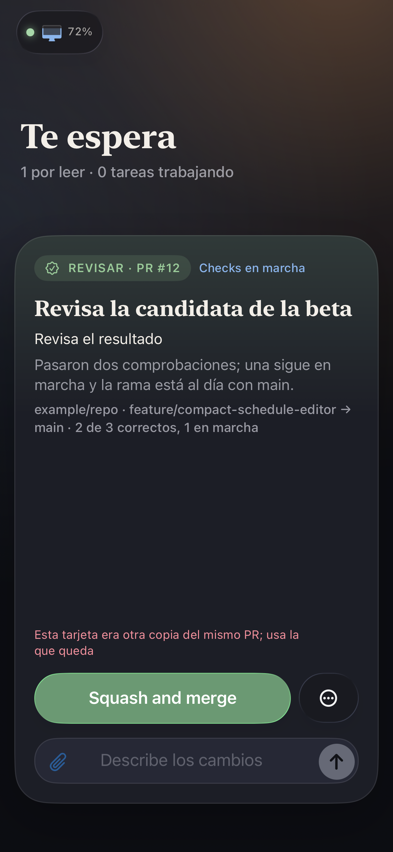 72%
Te espera
1 por leer · 0 tareas trabajando
REVISAR · PR #12 Checks en marcha
Revisa la candidata de la beta
Revisa el resultado
Pasaron dos comprobaciones; una sigue en
marcha y la rama está al día con main.
example/repo · feature/compact-schedule-editor →
main · 2 de 3 correctos, 1 en marcha
Esta tarjeta era otra copia del mismo PR; usa la
que queda
Squash and merge
Describe los cambios